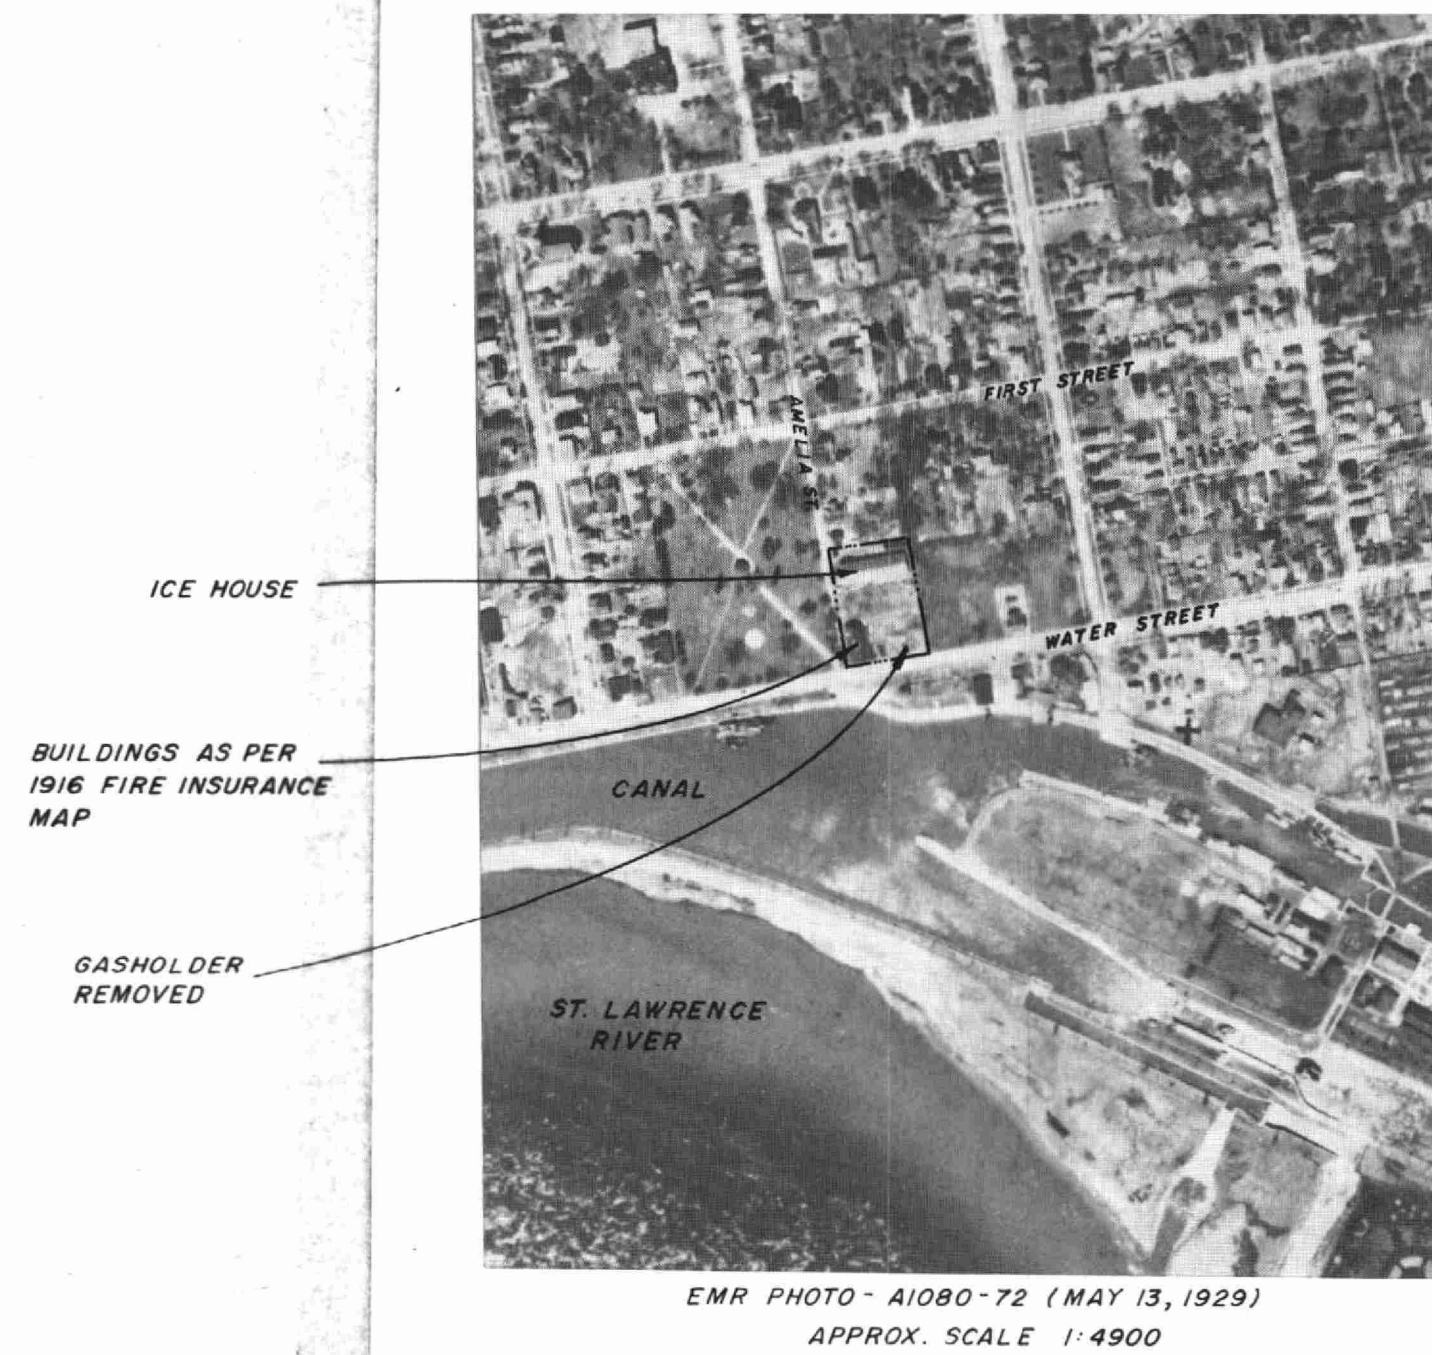 FIRST STREET
AMELIA ST.
ICE HOUSE
WATER STREET
BUILDINGS AS PER
1916 FIRE INSURANCE
MAP
CANAL
GASHOLDER
REMOVED
ST. LAWRENCE
RIVER
EMR PHOTO - A1080-72 (MAY 13, 1929)
APPROX. SCALE 1:4900